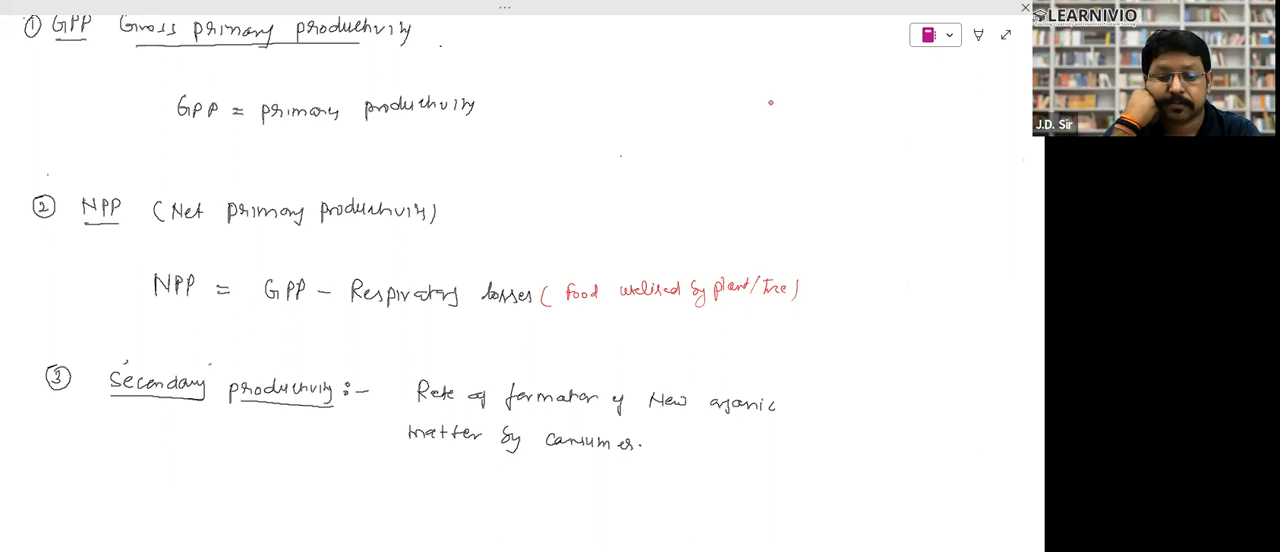 ① GPP Gross primary productivity
GPP = primary productivity
② NPP (Net primary productivity)
NPP = GPP – Respiratory losses (food utilised by plant/tree)
③ Secondary productivity :– Rate of formation of New organic
matter by consumer.
LEARNIVIO
J.D. Sir